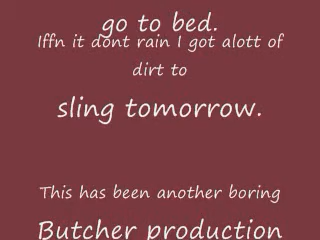 go to bed.
Iffn it dont rain I got alott of
dirt to
sling tomorrow.
This has been another boring
Butcher production